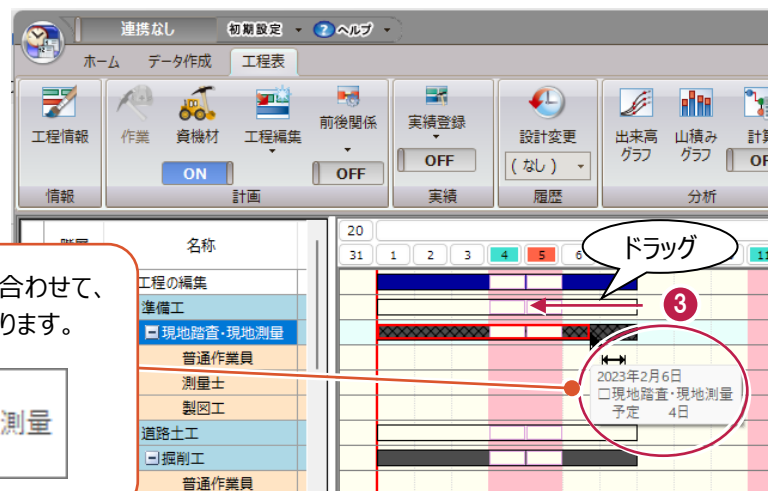 連携なし 初期設定 ヘルプ
ホーム データ作成 工程表
工程情報 作業 資機材 工程編集 前後関係 実績登録 設計変更 出来高グラフ 山積みグラフ
ON OFF OFF (なし)
情報 計画 実績 履歴 分析
名称
20
31 1 2 3 4 5 6 11
ドラッグ
合わせて、
ります。
測量
工程の編集
準備工
3
現地踏査・現地測量
普通作業員
測量士
製図工
2023年2月6日
□現地踏査・現地測量
予定 4日
道路土工
掘削工
普通作業員